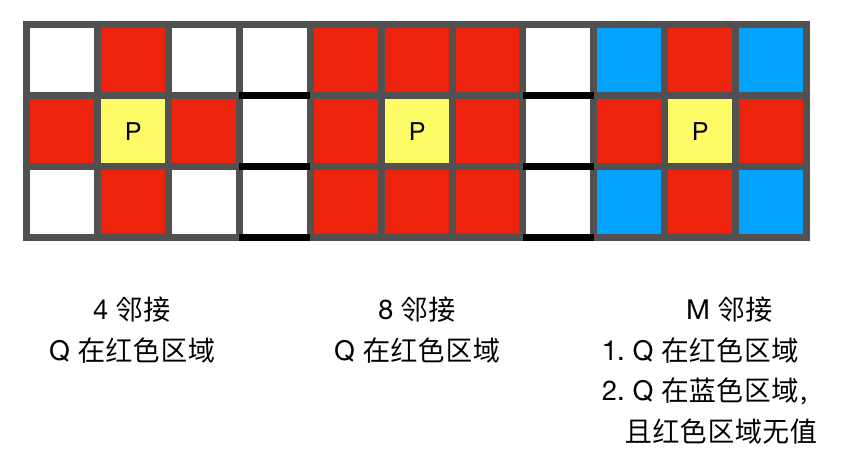 P P P
4 邻接 8 邻接 M 邻接
Q 在红色区域 Q 在红色区域 1. Q 在红色区域
2. Q 在蓝色区域，
且红色区域无值